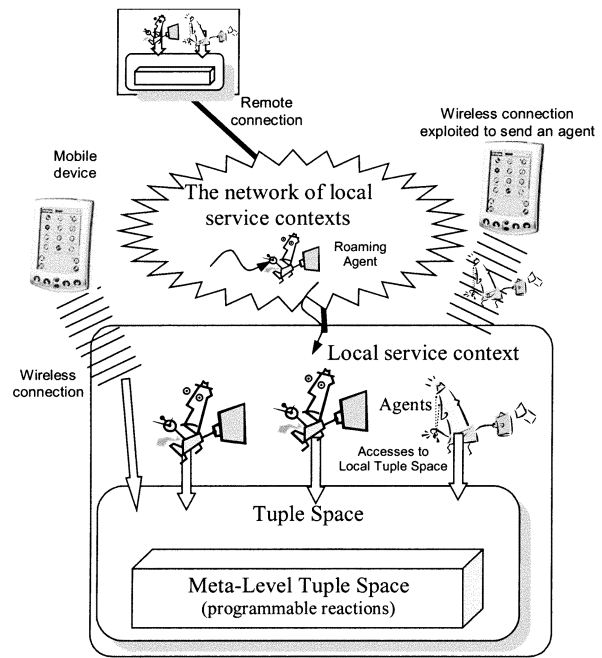 Remote
connection
Wireless connection
exploited to send an agent
Mobile
device
The network of local
service contexts
Roaming
Agent
Local service context
Wireless
connection
Agents
Accesses to
Local Tuple Space
Tuple Space
Meta-Level Tuple Space
(programmable reactions)